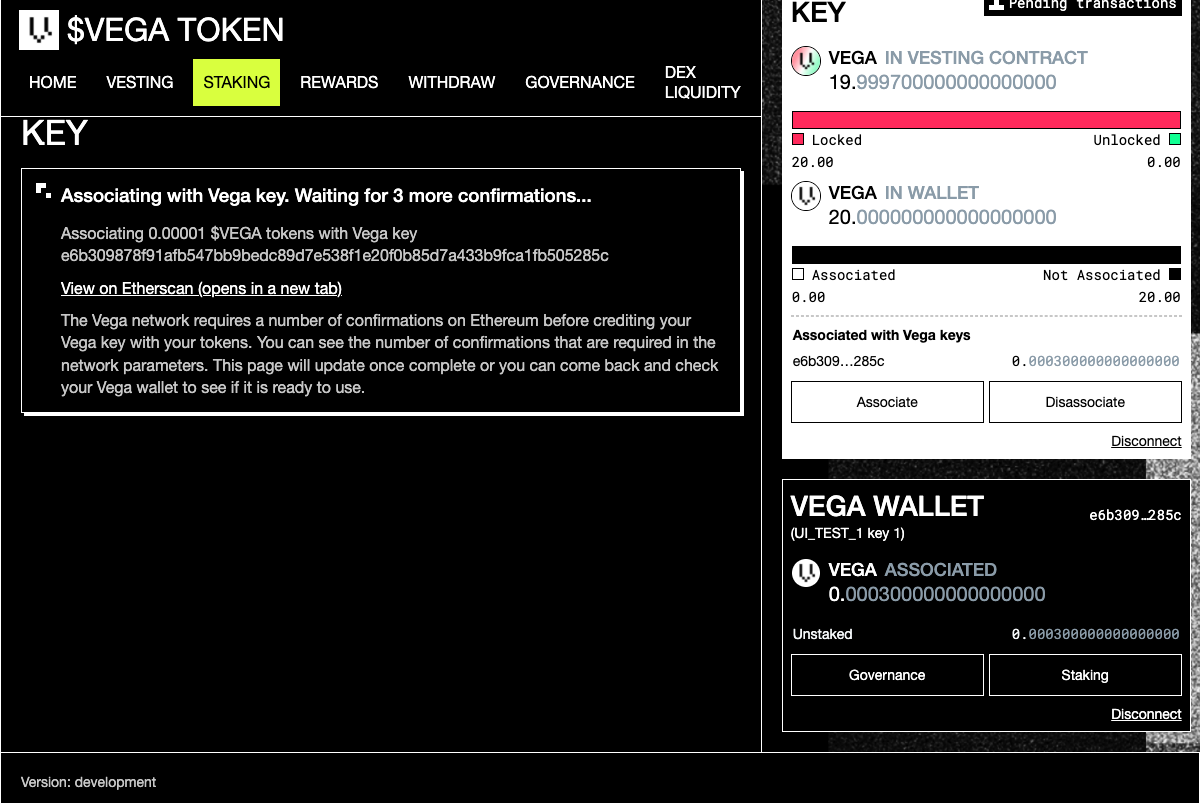 $VEGA TOKEN
HOME VESTING STAKING REWARDS WITHDRAW GOVERNANCE DEX LIQUIDITY
KEY
Associating with Vega key. Waiting for 3 more confirmations...
Associating 0.00001 $VEGA tokens with Vega key
e6b309878f91afb547bb9bedc89d7e538f1e20f0b85d7a433b9fca1fb505285c
View on Etherscan (opens in a new tab)
The Vega network requires a number of confirmations on Ethereum before crediting your
Vega key with your tokens. You can see the number of confirmations that are required in the
network parameters. This page will update once complete or you can come back and check
your Vega wallet to see if it is ready to use.
KEY
Pending transactions
VEGA IN VESTING CONTRACT
19.999700000000000000
Locked Unlocked
20.00 0.00
VEGA IN WALLET
20.000000000000000000
Associated Not Associated
0.00 20.00
Associated with Vega keys
e6b309...285c 0.000300000000000000
Associate Disassociate
Disconnect
VEGA WALLET e6b309…285c
(UI_TEST_1 key 1)
VEGA ASSOCIATED
0.000300000000000000
Unstaked 0.000300000000000000
Governance Staking
Disconnect
Version: development